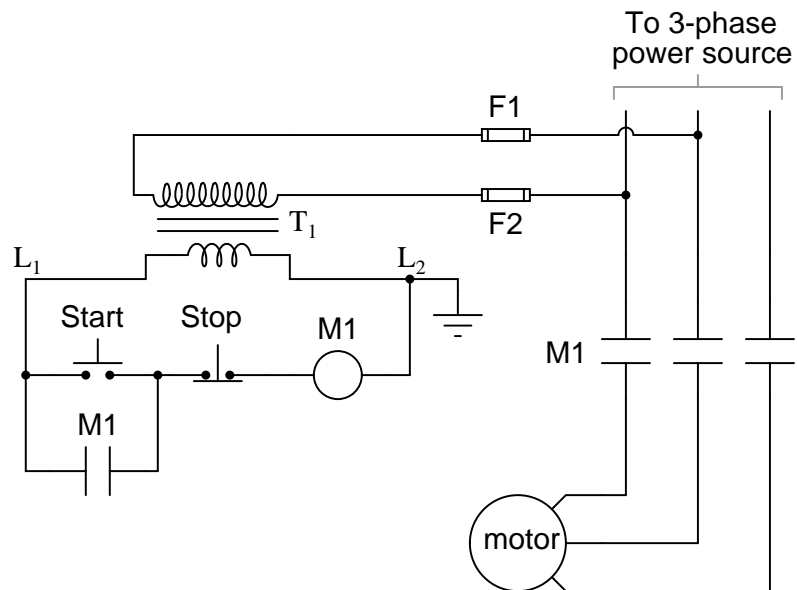 To 3-phase
power source
F1
F2
T1
L1
L2
Start
Stop
M1
M1
M1
motor